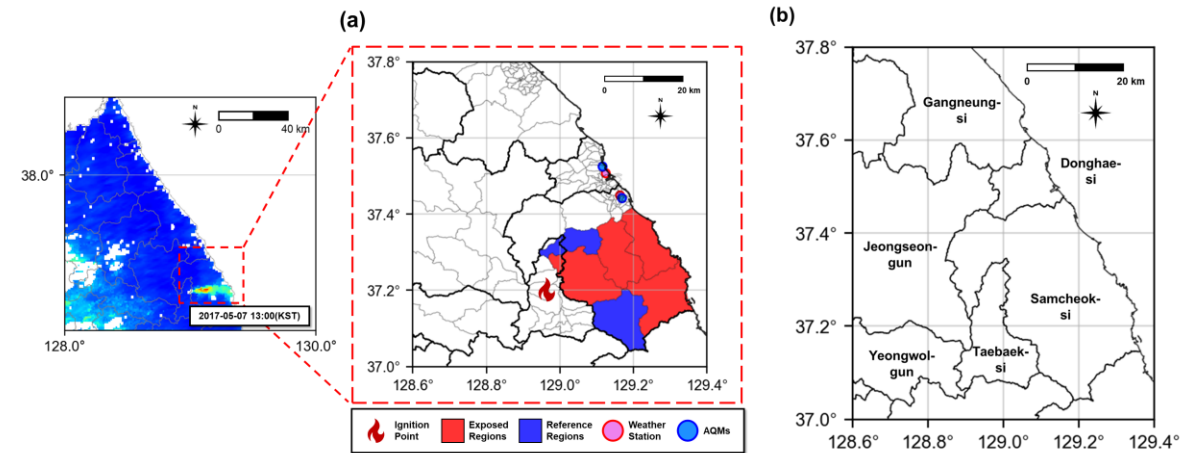 (a)
(b)
38.0°
128.0°
130.0°
N
0
40 km
2017-05-07 13:00(KST)
37.8°
37.6°
37.4°
37.2°
37.0°
128.6°
128.8°
129.0°
129.2°
129.4°
N
0
20 km
Ignition
Point
Exposed
Regions
Reference
Regions
Weather
Station
AQMs
37.8°
37.6°
37.4°
37.2°
37.0°
128.6°
128.8°
129.0°
129.2°
129.4°
N
0
20 km
Gangneung-
si
Donghae-
si
Jeongseon-
gun
Samcheok-
si
Yeongwol-
gun
Taebaek-
si